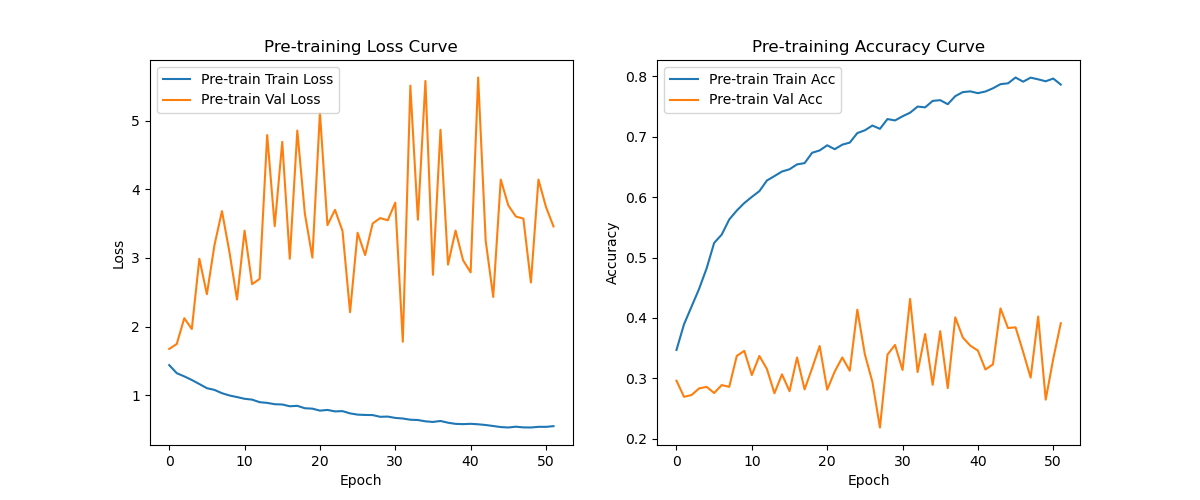 Pre-training Loss Curve
Pre-train Train Loss
Pre-train Val Loss
Loss
5
4
3
2
1
0 10 20 30 40 50
Epoch
Pre-training Accuracy Curve
Pre-train Train Acc
Pre-train Val Acc
Accuracy
0.8
0.7
0.6
0.5
0.4
0.3
0.2
0 10 20 30 40 50
Epoch